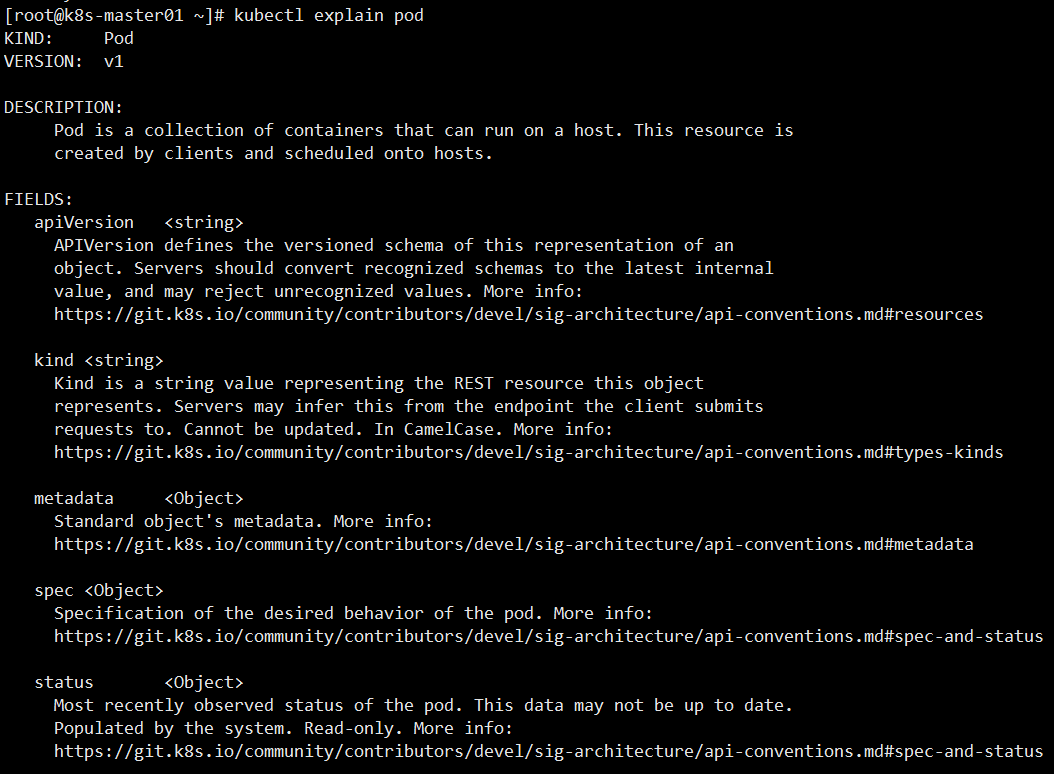 [root@k8s-master01 ~]# kubectl explain pod
KIND:     Pod
VERSION:  v1
DESCRIPTION:
     Pod is a collection of containers that can run on a host. This resource is
     created by clients and scheduled onto hosts.
FIELDS:
   apiVersion   <string>
     APIVersion defines the versioned schema of this representation of an
     object. Servers should convert recognized schemas to the latest internal
     value, and may reject unrecognized values. More info:
     https://git.k8s.io/community/contributors/devel/sig-architecture/api-conventions.md#resources
   kind <string>
     Kind is a string value representing the REST resource this object
     represents. Servers may infer this from the endpoint the client submits
     requests to. Cannot be updated. In CamelCase. More info:
     https://git.k8s.io/community/contributors/devel/sig-architecture/api-conventions.md#types-kinds
   metadata     <Object>
     Standard object's metadata. More info:
     https://git.k8s.io/community/contributors/devel/sig-architecture/api-conventions.md#metadata
   spec <Object>
     Specification of the desired behavior of the pod. More info:
     https://git.k8s.io/community/contributors/devel/sig-architecture/api-conventions.md#spec-and-status
   status       <Object>
     Most recently observed status of the pod. This data may not be up to date.
     Populated by the system. Read-only. More info:
     https://git.k8s.io/community/contributors/devel/sig-architecture/api-conventions.md#spec-and-status